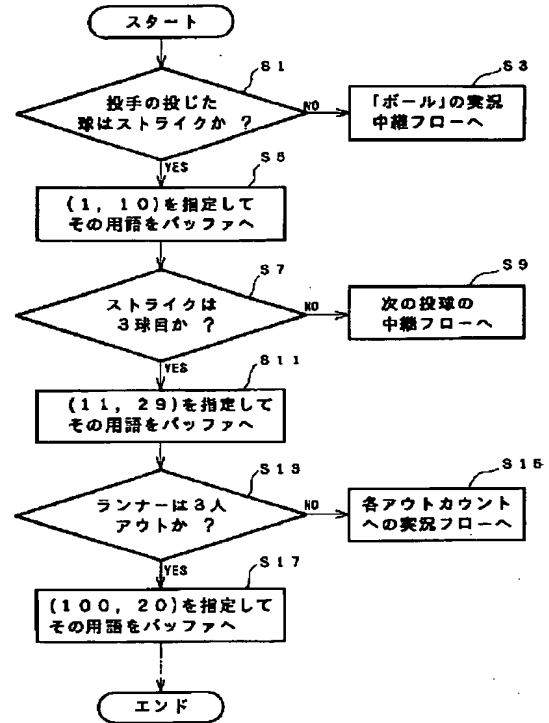 スタート
S1
投手の投じた
球はストライクか ?
NO
S3
「ボール」の実況
中継フローへ
YES
S5
(1, 10)を指定して
その用語をバッファへ
S7
ストライクは
3球目か ?
NO
S9
次の投球の
中継フローへ
YES
S11
(11, 29)を指定して
その用語をバッファへ
S13
ランナーは3人
アウトか ?
NO
S15
各アウトカウント
への実況フローへ
YES
S17
(100, 20)を指定して
その用語をバッファへ
エンド